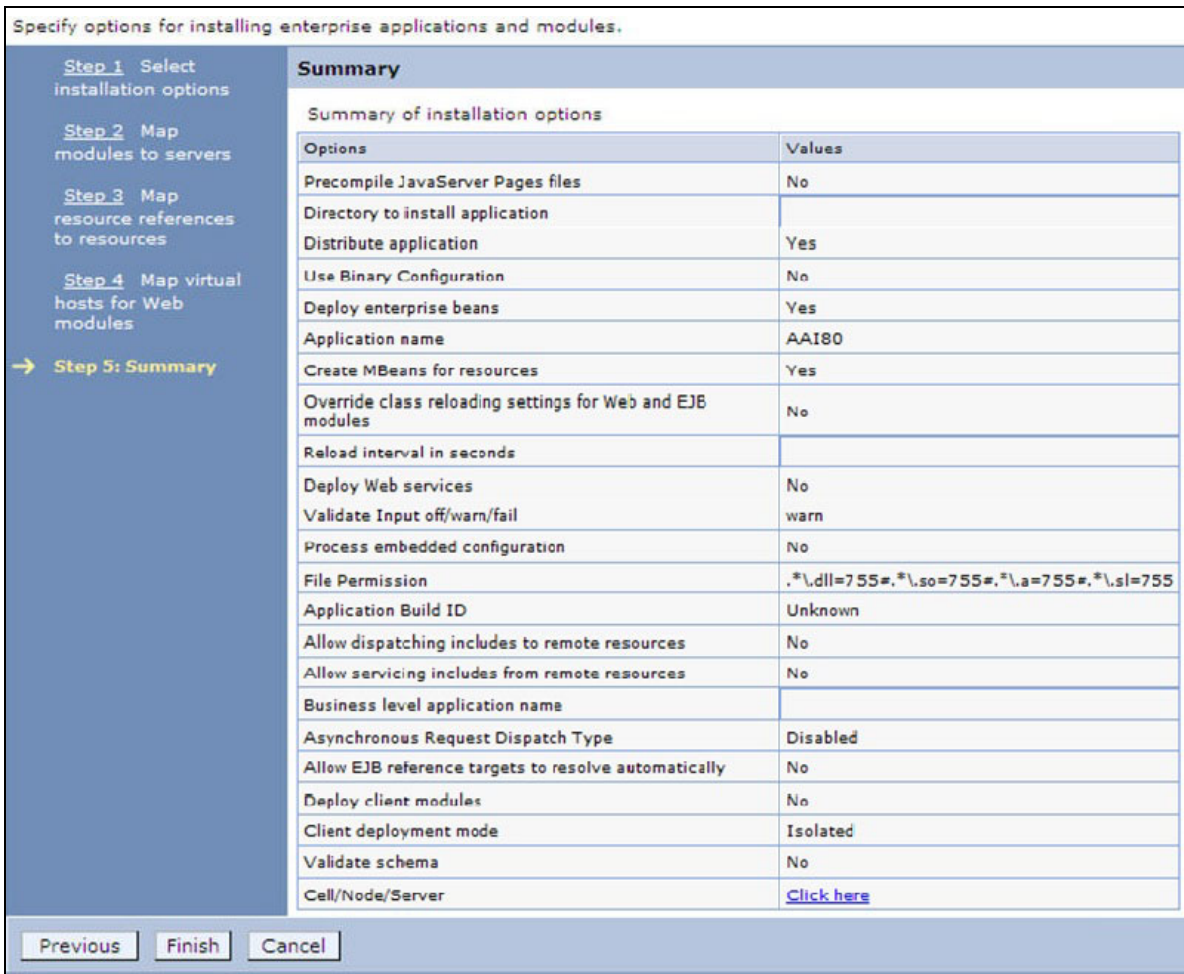 Specify options for installing enterprise applications and modules.
Step 1 Select
installation options
Step 2 Map
modules to servers
Step 3 Map
resource references
to resources
Step 4 Map virtual
hosts for Web
modules
Step 5: Summary
Summary
Summary of installation options
Options Values
Precompile JavaServer Pages files No
Directory to install application
Distribute application Yes
Use Binary Configuration No
Deploy enterprise beans Yes
Application name AAI80
Create MBeans for resources Yes
Override class reloading settings for Web and EJB
modules No
Reload interval in seconds
Deploy Web services No
Validate Input off/warn/fail warn
Process embedded configuration No
File Permission .*\.dll=755#.*\.so=755#.*\.a=755#.*\.sl=755
Application Build ID Unknown
Allow dispatching includes to remote resources No
Allow servicing includes from remote resources No
Business level application name
Asynchronous Request Dispatch Type Disabled
Allow EJB reference targets to resolve automatically No
Deploy client modules No
Client deployment mode Isolated
Validate schema No
Cell/Node/Server Click here
Previous Finish Cancel